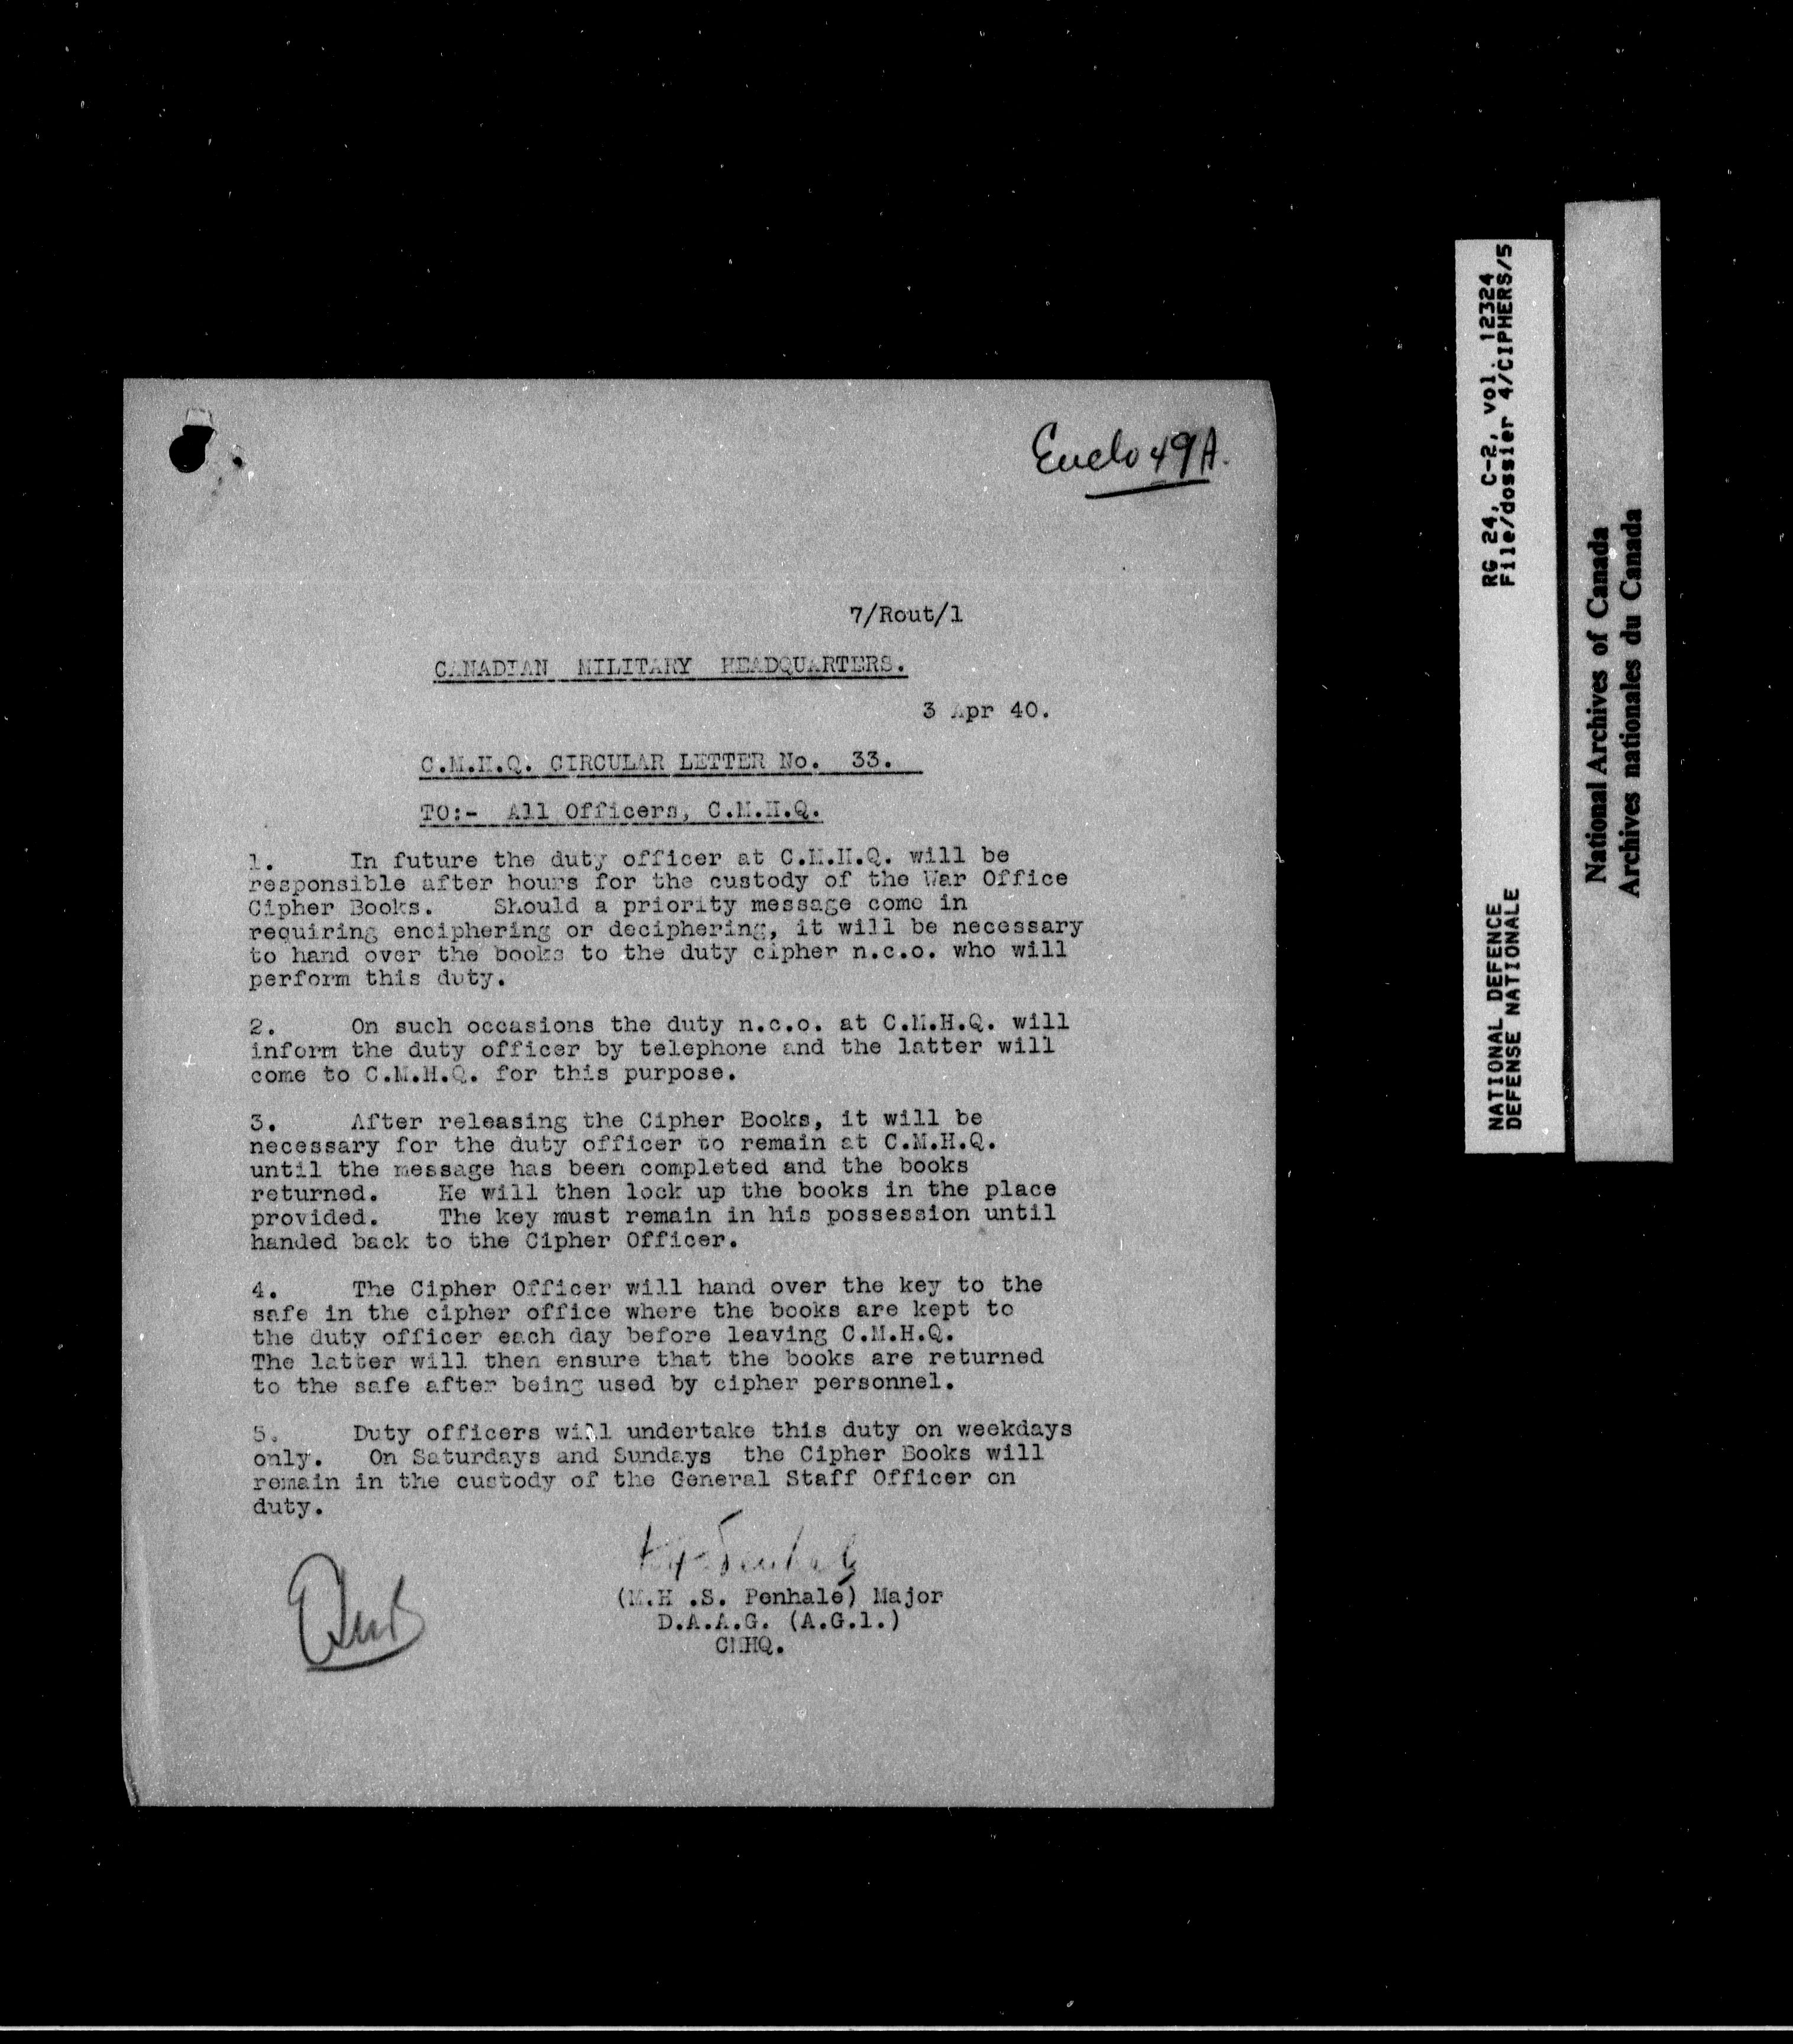 Enclo 49A.
7/Rout/1
CANADIAN MILITARY HEADQUARTERS.
3 Apr 40.
C.M.H.Q. CIRCULAR LETTER No. 33.
TO:- All Officers, C.M.H.Q.
1. In future the duty officer at C.M.H.Q. will be
responsible after hours for the custody of the War Office
Cipher Books. Should a priority message come in
requiring enciphering or deciphering, it will be necessary
to hand over the books to the duty cipher n.c.o. who will
perform this duty.
2. On such occasions the duty n.c.o. at C.M.H.Q. will
inform the duty officer by telephone and the latter will
come to C.M.H.Q. for this purpose.
3. After releasing the Cipher Books, it will be
necessary for the duty officer to remain at C.M.H.Q.
until the message has been completed and the books
returned. He will then lock up the books in the place
provided. The key must remain in his possession until
handed back to the Cipher Officer.
4. The Cipher Officer will hand over the key to the
safe in the cipher office where the books are kept to
the duty officer each day before leaving C.M.H.Q.
The latter will then ensure that the books are returned
to the safe after being used by cipher personnel.
5. Duty officers will undertake this duty on weekdays
only. On Saturdays and Sundays the Cipher Books will
remain in the custody of the General Staff Officer on
duty.
(M.H .S. Penhale) Major
D.A.A.G. (A.G.1.)
CMHQ.
RG 24, C-2, vol. 12324
File/dossier 4/CIPHERS/5
NATIONAL DEFENCE
DEFENSE NATIONALE
National Archives of Canada
Archives nationales du Canada